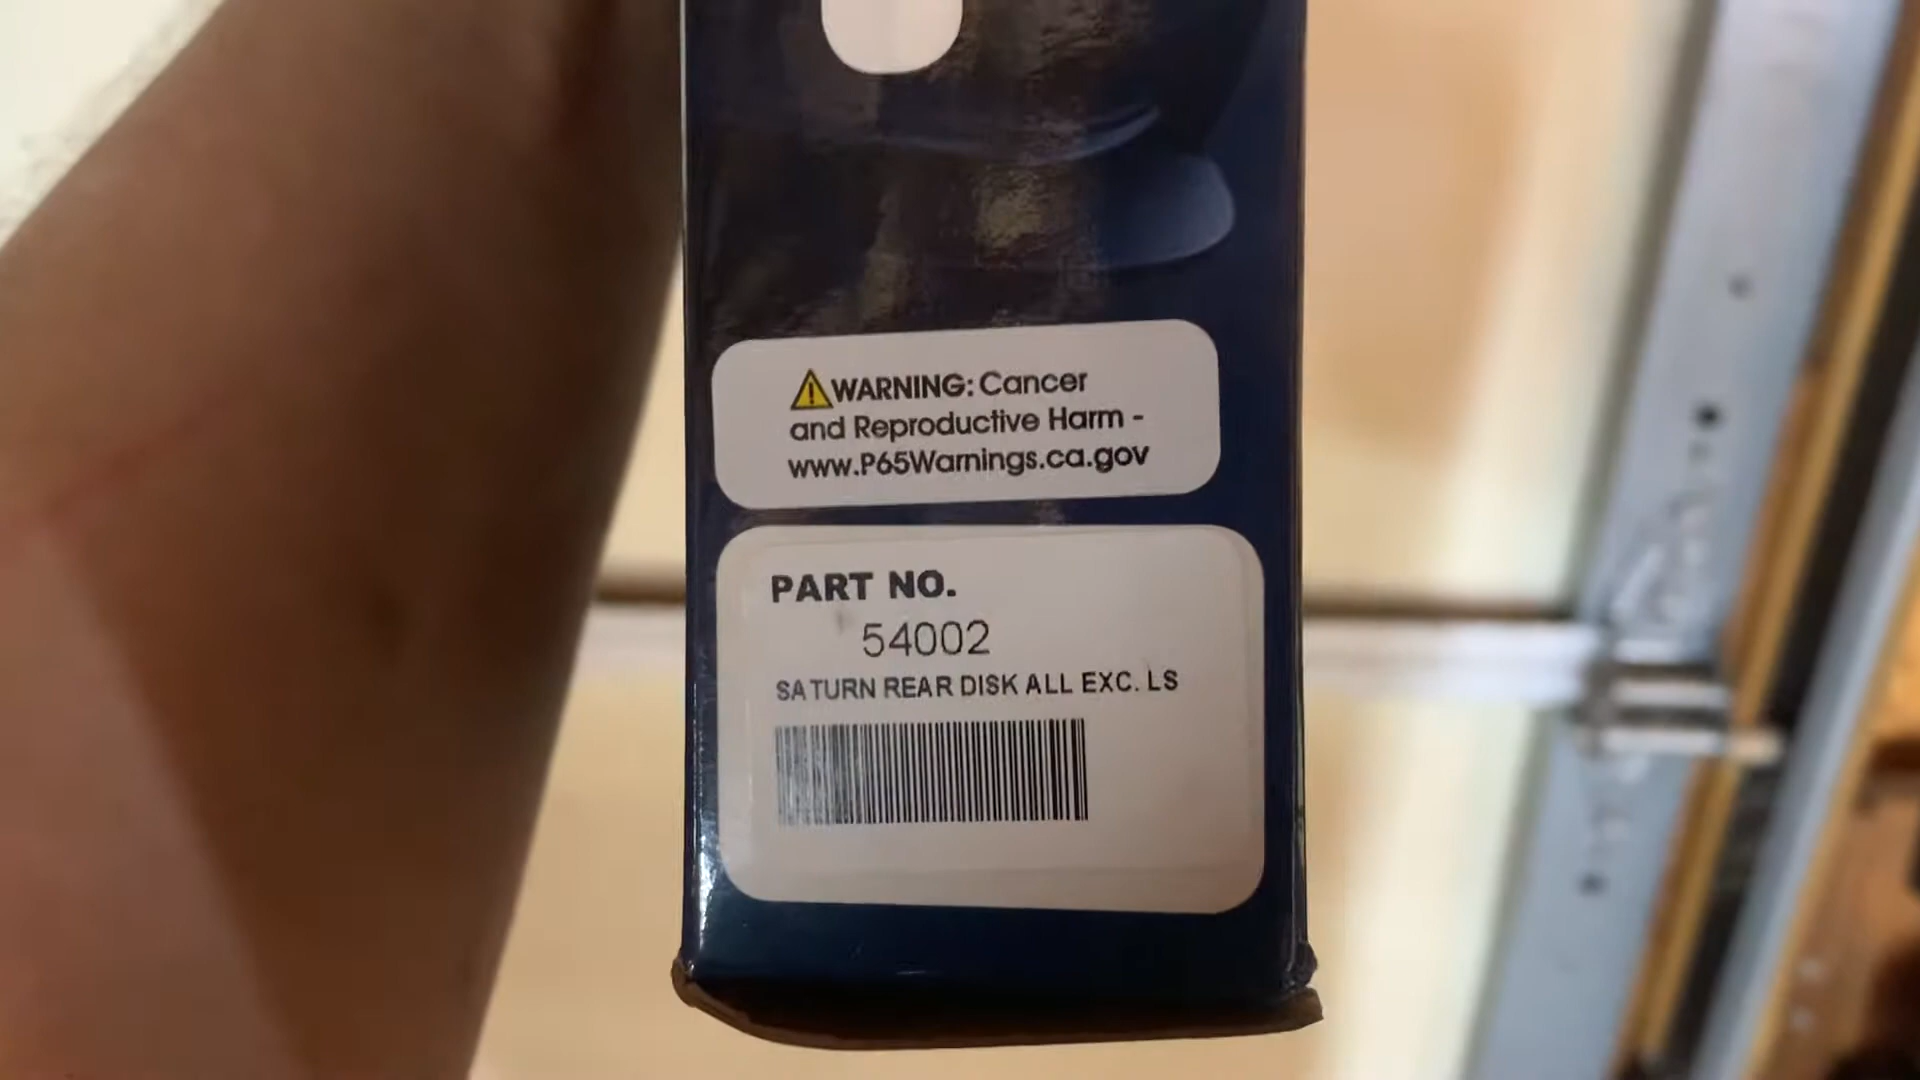 ⚠WARNING: Cancer
and Reproductive Harm -
www.P65Warnings.ca.gov
PART NO.
54002
SATURN REAR DISK ALL EXC. LS